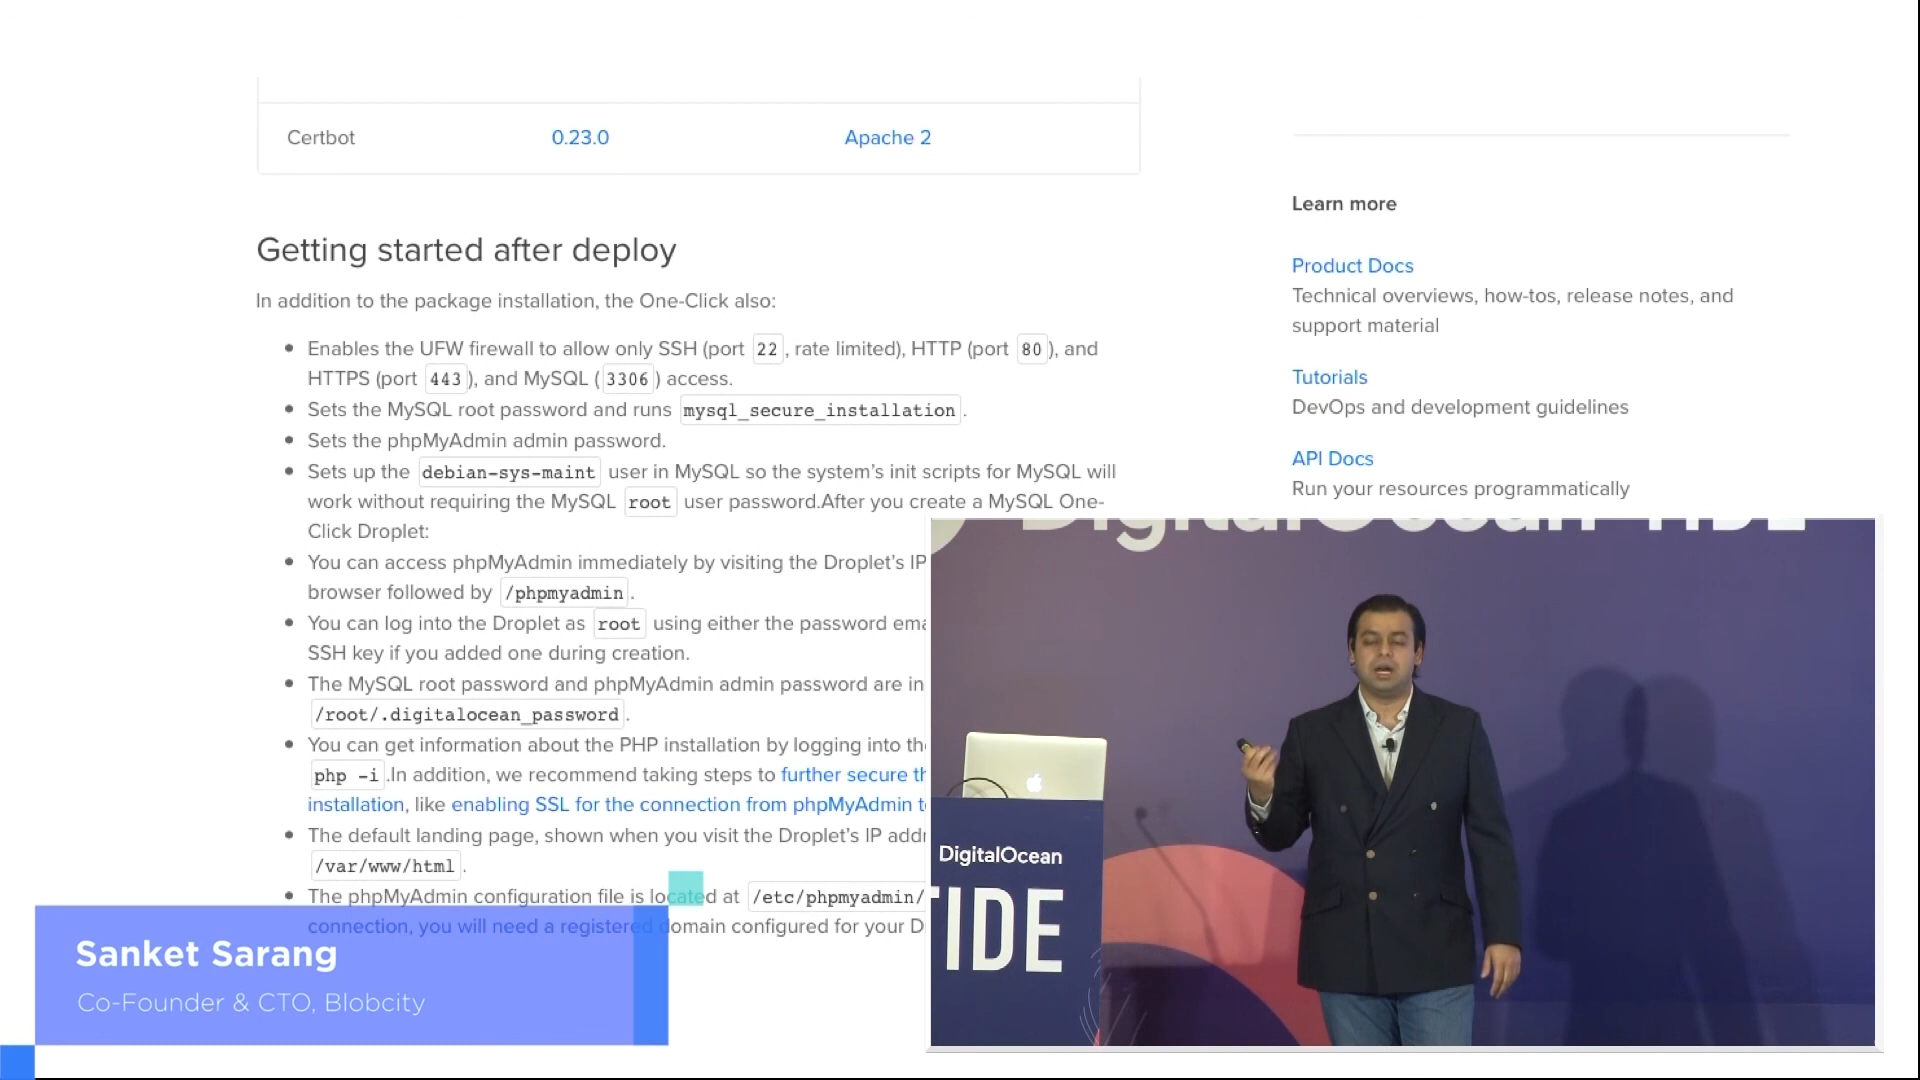 Certbot 0.23.0 Apache 2
Getting started after deploy
In addition to the package installation, the One-Click also:
Enables the UFW firewall to allow only SSH (port 22, rate limited), HTTP (port 80), and
HTTPS (port 443), and MySQL (3306) access.
Sets the MySQL root password and runs mysql_secure_installation.
Sets the phpMyAdmin admin password.
Sets up the debian-sys-maint user in MySQL so the system's init scripts for MySQL will
work without requiring the MySQL root user password.After you create a MySQL One-
Click Droplet:
You can access phpMyAdmin immediately by visiting the Droplet's IP
browser followed by /phpmyadmin.
You can log into the Droplet as root using either the password
SSH key if you added one during creation.
The MySQL root password and phpMyAdmin admin password are in
/root/.digitalocean_password.
You can get information about the PHP installation by logging into
php -i.In addition, we recommend taking steps to further secure
installation, like enabling SSL for the connection from phpMyAdmin
The default landing page, shown when you visit the Droplet's IP
/var/www/html.
The phpMyAdmin configuration file is located at /etc/phpmyadmin/
connection, you will need a registered domain configured for your
Learn more
Product Docs
Technical overviews, how-tos, release notes, and
support material
Tutorials
DevOps and development guidelines
API Docs
Run your resources programmatically
DigitalOcean TIDE
DigitalOcean
TIDE
Sanket Sarang
Co-Founder & CTO, Blobcity